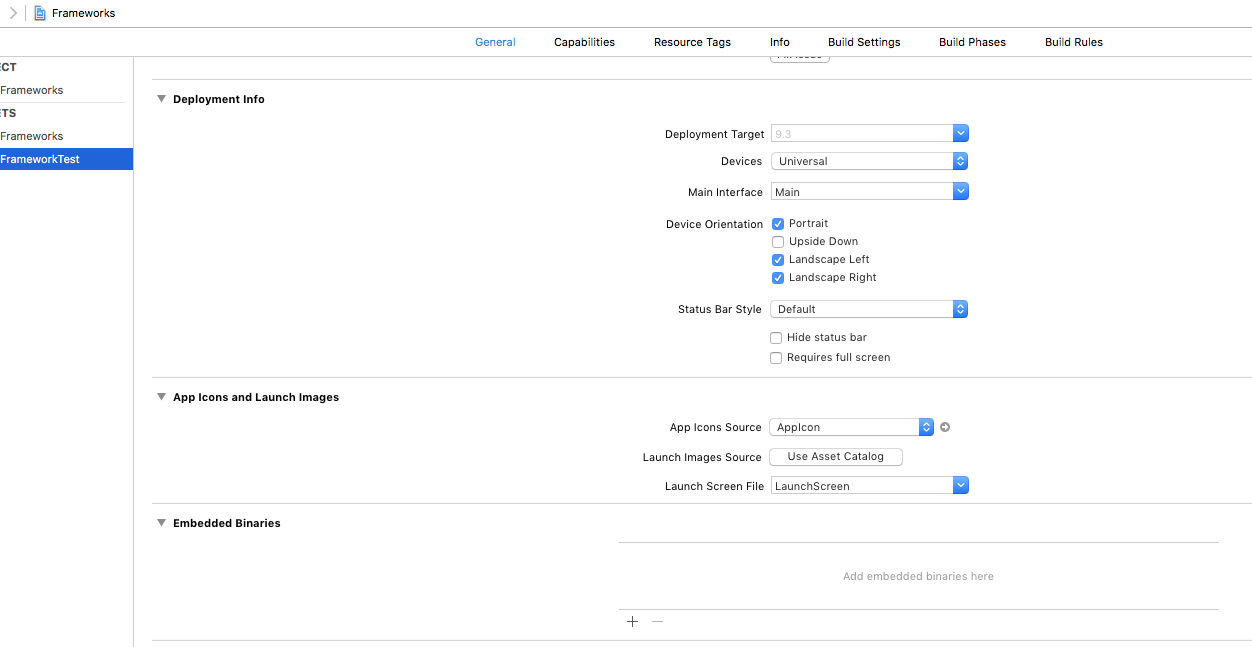 Frameworks
General Capabilities Resource Tags Info Build Settings Build Phases Build Rules
CT
Frameworks
TS
Frameworks
FrameworkTest
Deployment Info
Deployment Target 9.3
Devices Universal
Main Interface Main
Device Orientation Portrait
Upside Down
Landscape Left
Landscape Right
Status Bar Style Default
Hide status bar
Requires full screen
App Icons and Launch Images
App Icons Source AppIcon
Launch Images Source Use Asset Catalog
Launch Screen File LaunchScreen
Embedded Binaries
Add embedded binaries here